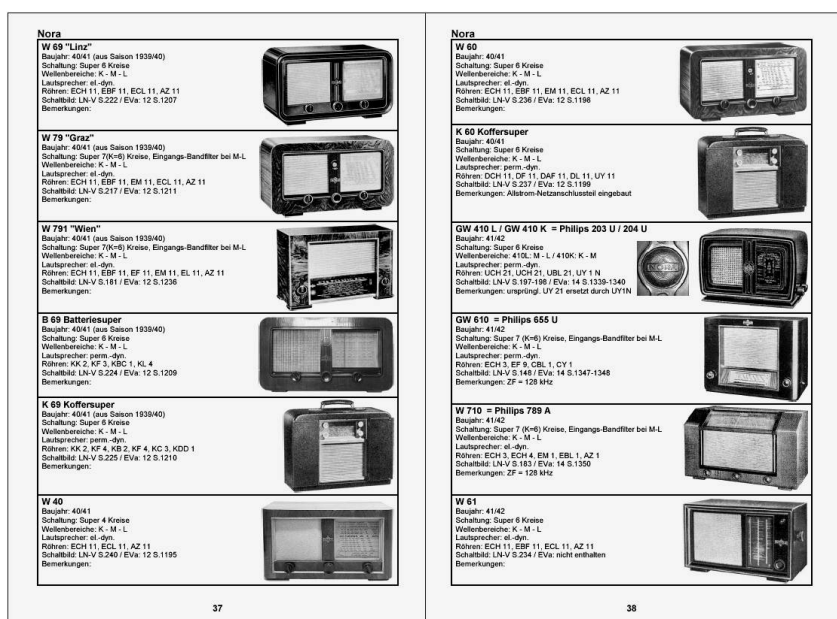 Nora
W 69 "Linz"
Baujahr: 40/41 (aus Saison 1939/40)
Schaltung: Super 6 Kreise
Wellenbereiche: K - M - L
Lautsprecher: el.-dyn.
Röhren: ECH 11, EBF 11, ECL 11, AZ 11
Schaltbild: LN-V S.222 / EVa: 12 S.1207
Bemerkungen:
W 79 "Graz"
Baujahr: 40/41 (aus Saison 1939/40)
Schaltung: Super 7(K=6) Kreise, Eingangs-Bandfilter bei M-L
Wellenbereiche: K - M - L
Lautsprecher: el.-dyn.
Röhren: ECH 11, EBF 11, EM 11, ECL 11, AZ 11
Schaltbild: LN-V S.217 / EVa: 12 S.1211
Bemerkungen:
W 791 "Wien"
Baujahr: 40/41 (aus Saison 1939/40)
Schaltung: Super 7(K=6) Kreise, Eingangs-Bandfilter bei M-L
Wellenbereiche: K - M - L
Lautsprecher: el.-dyn.
Röhren: ECH 11, EBF 11, EF 11, EM 11, EL 11, AZ 11
Schaltbild: LN-V S.181 / EVa: 12 S.1236
Bemerkungen:
B 69 Batteriesuper
Baujahr: 40/41 (aus Saison 1939/40)
Schaltung: Super 6 Kreise
Wellenbereiche: K - M - L
Lautsprecher: perm.-dyn.
Röhren: KK 2, KF 3, KBC 1, KL 4
Schaltbild: LN-V S.224 / EVa: 12 S.1209
Bemerkungen:
K 69 Koffersuper
Baujahr: 40/41 (aus Saison 1939/40)
Schaltung: Super 6 Kreise
Wellenbereiche: K - M - L
Lautsprecher: perm.-dyn.
Röhren: KK 2, KF 4, KB 2, KF 4, KC 3, KDD 1
Schaltbild: LN-V S.225 / EVa: 12 S.1210
Bemerkungen:
W 40
Baujahr: 40/41
Schaltung: Super 4 Kreise
Wellenbereiche: K - M - L
Lautsprecher: el.-dyn.
Röhren: ECH 11, ECL 11, AZ 11
Schaltbild: LN-V S.240 / EVa: 12 S.1195
Bemerkungen:
37
Nora
W 60
Baujahr: 40/41
Schaltung: Super 6 Kreise
Wellenbereiche: K - M - L
Lautsprecher: el.-dyn.
Röhren: ECH 11, EBF 11, EM 11, ECL 11, AZ 11
Schaltbild: LN-V S.236 / EVa: 12 S.1198
Bemerkungen:
K 60 Koffersuper
Baujahr: 40/41
Schaltung: Super 6 Kreise
Wellenbereiche: K - M - L
Lautsprecher: perm.-dyn.
Röhren: DCH 11, DF 11, DAF 11, DL 11, UY 11
Schaltbild: LN-V S.237 / EVa: 12 S.1199
Bemerkungen: Allstrom-Netzanschlussteil eingebaut
GW 410 L / GW 410 K = Philips 203 U / 204 U
Baujahr: 41/42
Schaltung: Super 6 Kreise
Wellenbereiche: 410L: M - L / 410K: K - M
Lautsprecher: perm.-dyn.
Röhren: UCH 21, UCH 21, UBL 21, UY 1 N
Schaltbild: LN-V S.197-198 / EVa: 14 S.1339-1340
Bemerkungen: ursprüngl. UY 21 ersetzt durch UY1N
NORA
GW 610 = Philips 655 U
Baujahr: 41/42
Schaltung: Super 7 (K=6) Kreise, Eingangs-Bandfilter bei M-L
Wellenbereiche: K - M - L
Lautsprecher: perm.-dyn.
Röhren: ECH 3, EF 9, CBL 1, CY 1
Schaltbild: LN-V S.148 / EVa: 14 S.1347-1348
Bemerkungen: ZF = 128 kHz
W 710 = Philips 789 A
Baujahr: 41/42
Schaltung: Super 7 (K=6) Kreise, Eingangs-Bandfilter bei M-L
Wellenbereiche: K - M - L
Lautsprecher: perm.-dyn.
Röhren: ECH 3, ECH 4, EM 1, EBL 1, AZ 1
Schaltbild: LN-V S.183 / EVa: 14 S.1350
Bemerkungen: ZF = 128 kHz
W 61
Baujahr: 41/42
Schaltung: Super 6 Kreise
Wellenbereiche: K - M - L
Lautsprecher: el.-dyn.
Röhren: ECH 11, EBF 11, ECL 11, AZ 11
Schaltbild: LN-V S.234 / EVa: nicht enthalten
Bemerkungen:
38